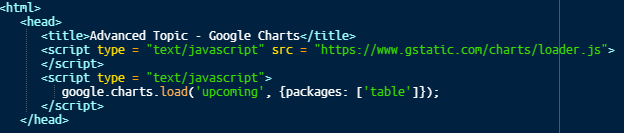 <html>
<head>
<title>Advanced Topic - Google Charts</title>
<script type = "text/javascript" src = "https://www.gstatic.com/charts/loader.js">
</script>
<script type = "text/javascript">
google.charts.load('upcoming', {packages: ['table']});
</script>
</head>